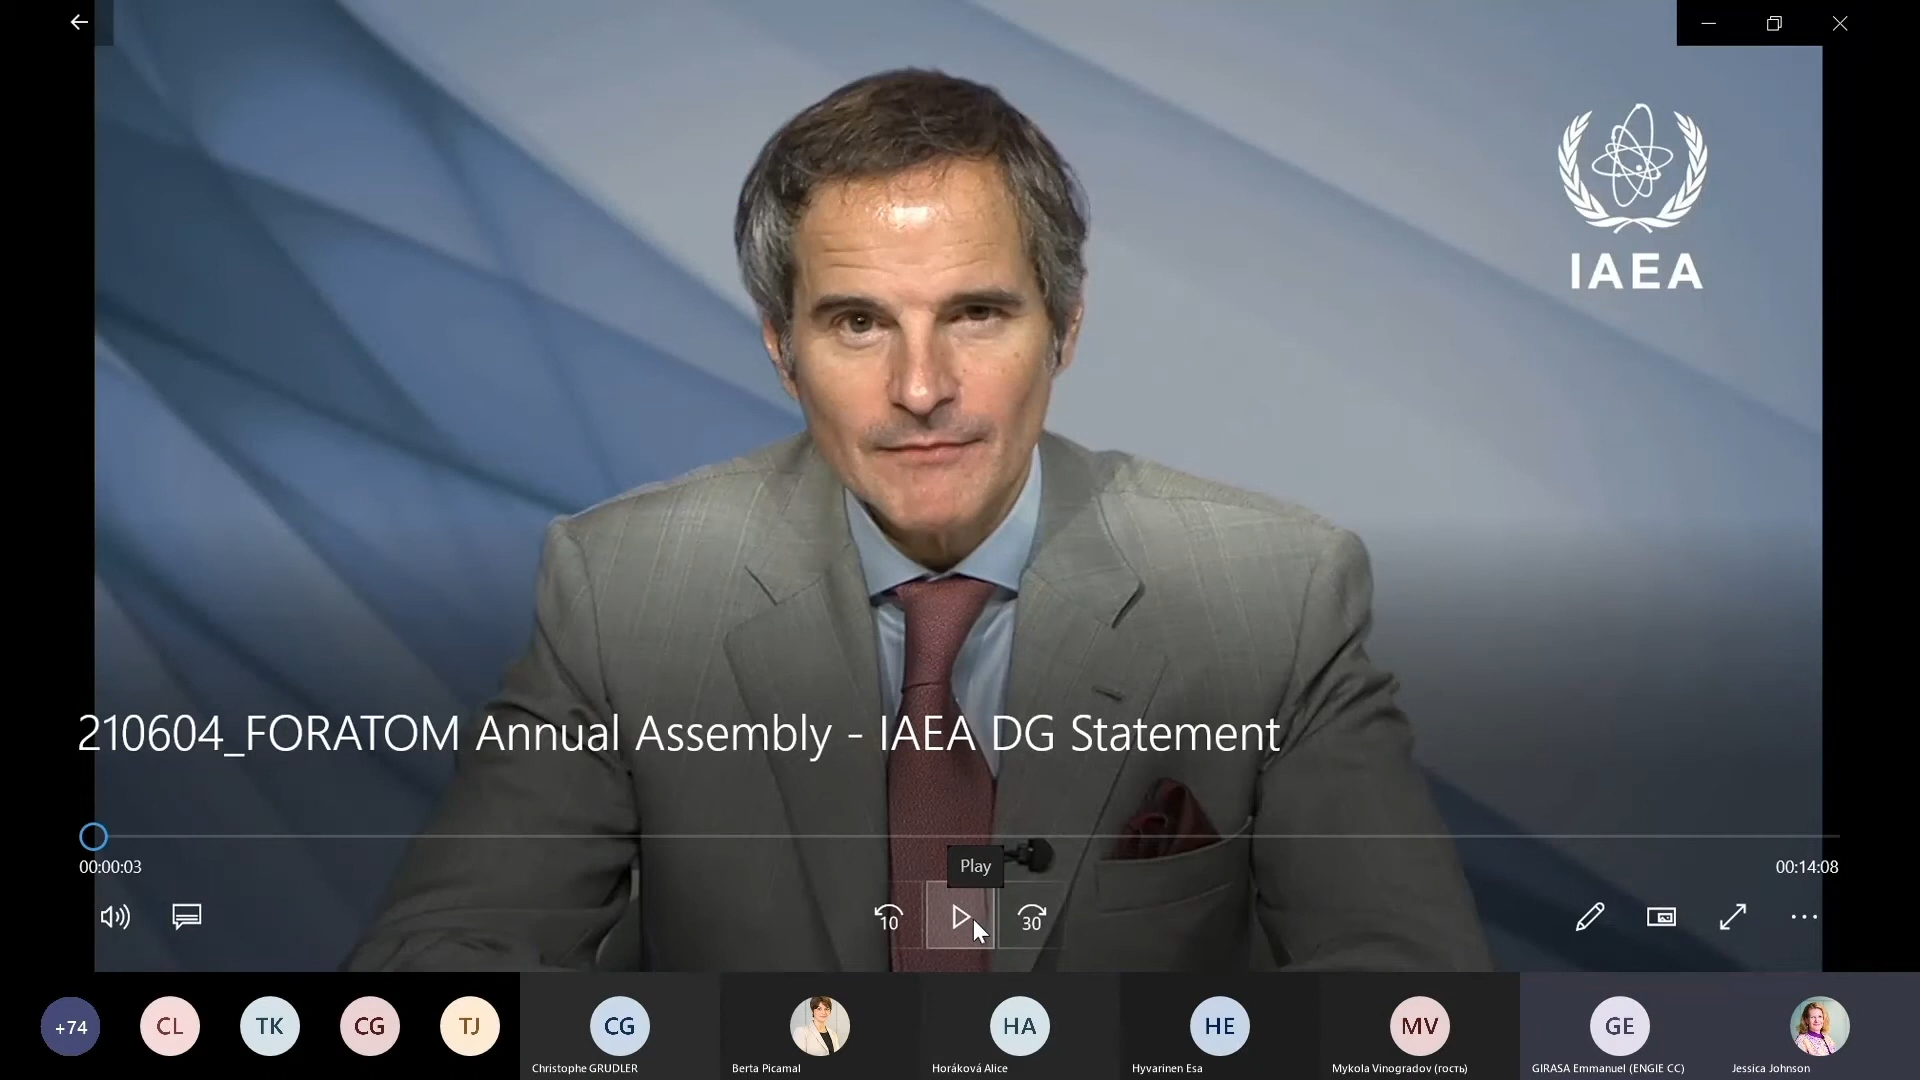 IAEA
210604_FORATOM Annual Assembly - IAEA DG Statement
00:00:03
Play
00:14:08
10
30
+74
CL
TK
CG
TJ
CG
HA
HE
MV
GE
Christophe GRUDLER
Berta Picamal
Horáková Alice
Hyvarinen Esa
Mykola Vinogradov (гость)
GIRASA Emmanuel (ENGIE CC)
Jessica Johnson